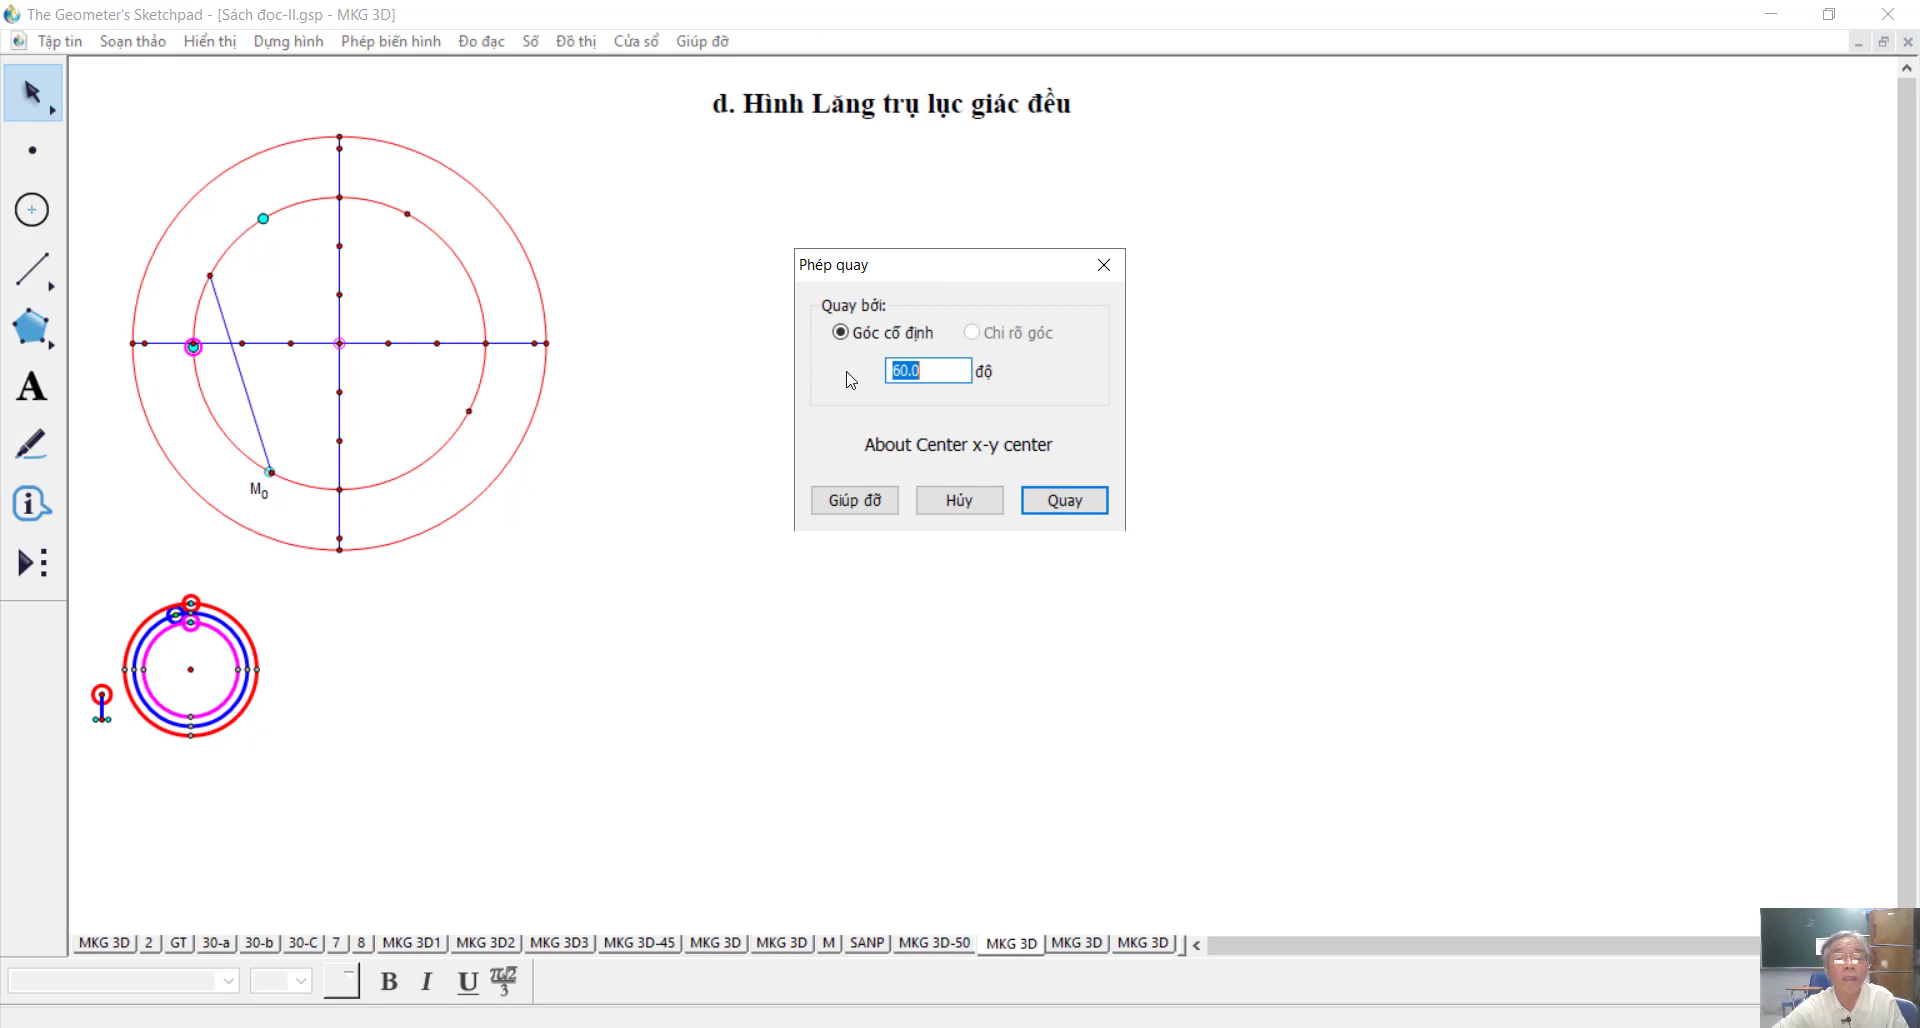 The Geometer's Sketchpad - [Sách đọc-II.gsp - MKG 3D]
Tập tin Soạn thảo Hiển thị Dựng hình Phép biến hình Đo đạc Số Đồ thị Cửa sổ Giúp đỡ
d. Hình Lăng trụ lục giác đều
Phép quay
Quay bởi:
Góc cố định Chỉ rõ góc
60.0 độ
About Center x-y center
Giúp đỡ Hủy Quay
A
M0
MKG 3D 2 GT 30-a 30-b 30-C 7 8 MKG 3D1 MKG 3D2 MKG 3D3 MKG 3D-45 MKG 3D MKG 3D M SANP MKG 3D-50 MKG 3D MKG 3D MKG 3D
B I U π√2/3